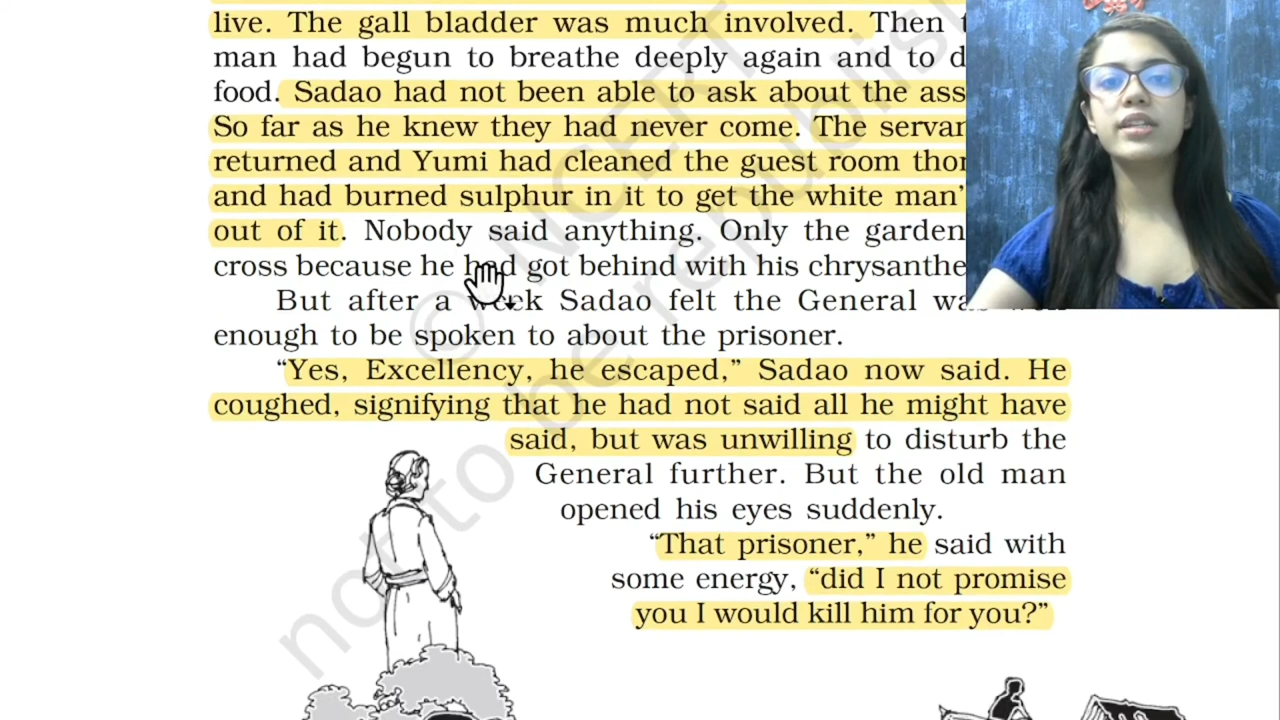 live. The gall bladder was much involved. Then
man had begun to breathe deeply again and to
food. Sadao had not been able to ask about the
So far as he knew they had never come. The
returned and Yumi had cleaned the guest room
and had burned sulphur in it to get the white man'
out of it. Nobody said anything. Only the
cross because he had got behind with his
But after a week Sadao felt the General
enough to be spoken to about the prisoner.
“Yes, Excellency, he escaped,” Sadao now said. He
coughed, signifying that he had not said all he might have
said, but was unwilling to disturb the
General further. But the old man
opened his eyes suddenly.
“That prisoner,” he said with
some energy, “did I not promise
you I would kill him for you?”
© NCERT
not to be republish